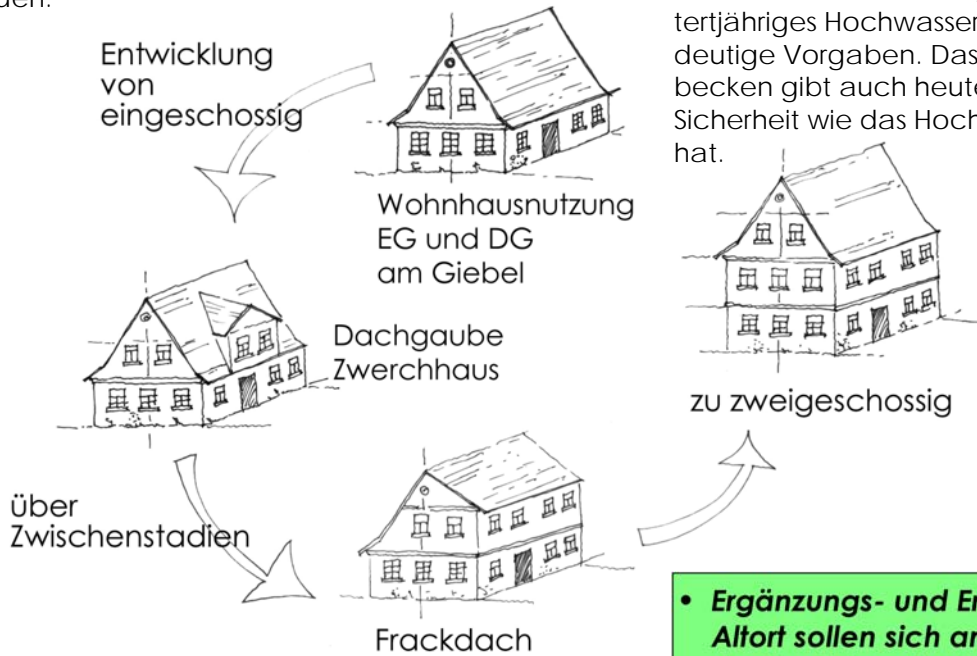 den.
Entwicklung
von
eingeschossig
Wohnhausnutzung
EG und DG
am Giebel
Dachgaube
Zwerchhaus
über
Zwischenstadien
Frackdach
zu zweigeschossig
tertjähriges Hochwasser
deutige Vorgaben. Das
becken gibt auch heute
Sicherheit wie das Hoch
hat.
• Ergänzungs- und Er
Altort sollen sich an